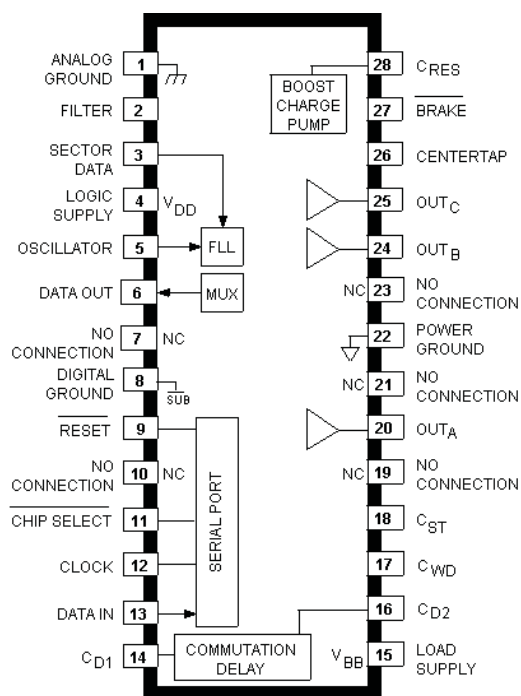 ANALOG
GROUND
1
28
CRES
BOOST
CHARGE
PUMP
FILTER
2
27
BRAKE
SECTOR
DATA
3
26
CENTERTAP
LOGIC
SUPPLY
4
VDD
25
OUTC
OSCILLATOR
5
FLL
24
OUTB
DATA OUT
6
MUX
NC
23
NO
CONNECTION
NO
CONNECTION
7
NC
22
POWER
GROUND
DIGITAL
GROUND
8
SUB
NC
21
NO
CONNECTION
RESET
9
20
OUTA
NO
CONNECTION
10
NC
NC
19
NO
CONNECTION
SERIAL PORT
CHIP SELECT
11
18
CST
CLOCK
12
17
CWD
DATA IN
13
16
CD2
CD1
14
COMMUTATION
DELAY
VBB
15
LOAD
SUPPLY